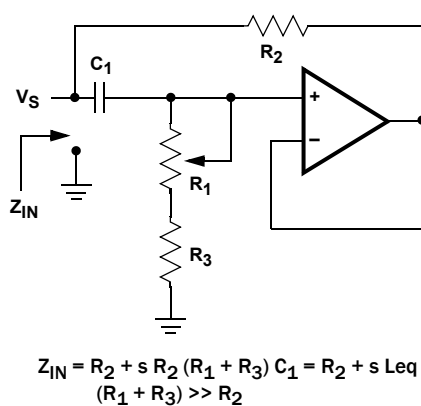 R2
C1
VS
+
−
R1
ZIN
R3
ZIN = R2 + s R2 (R1 + R3) C1 = R2 + s Leq
(R1 + R3) >> R2